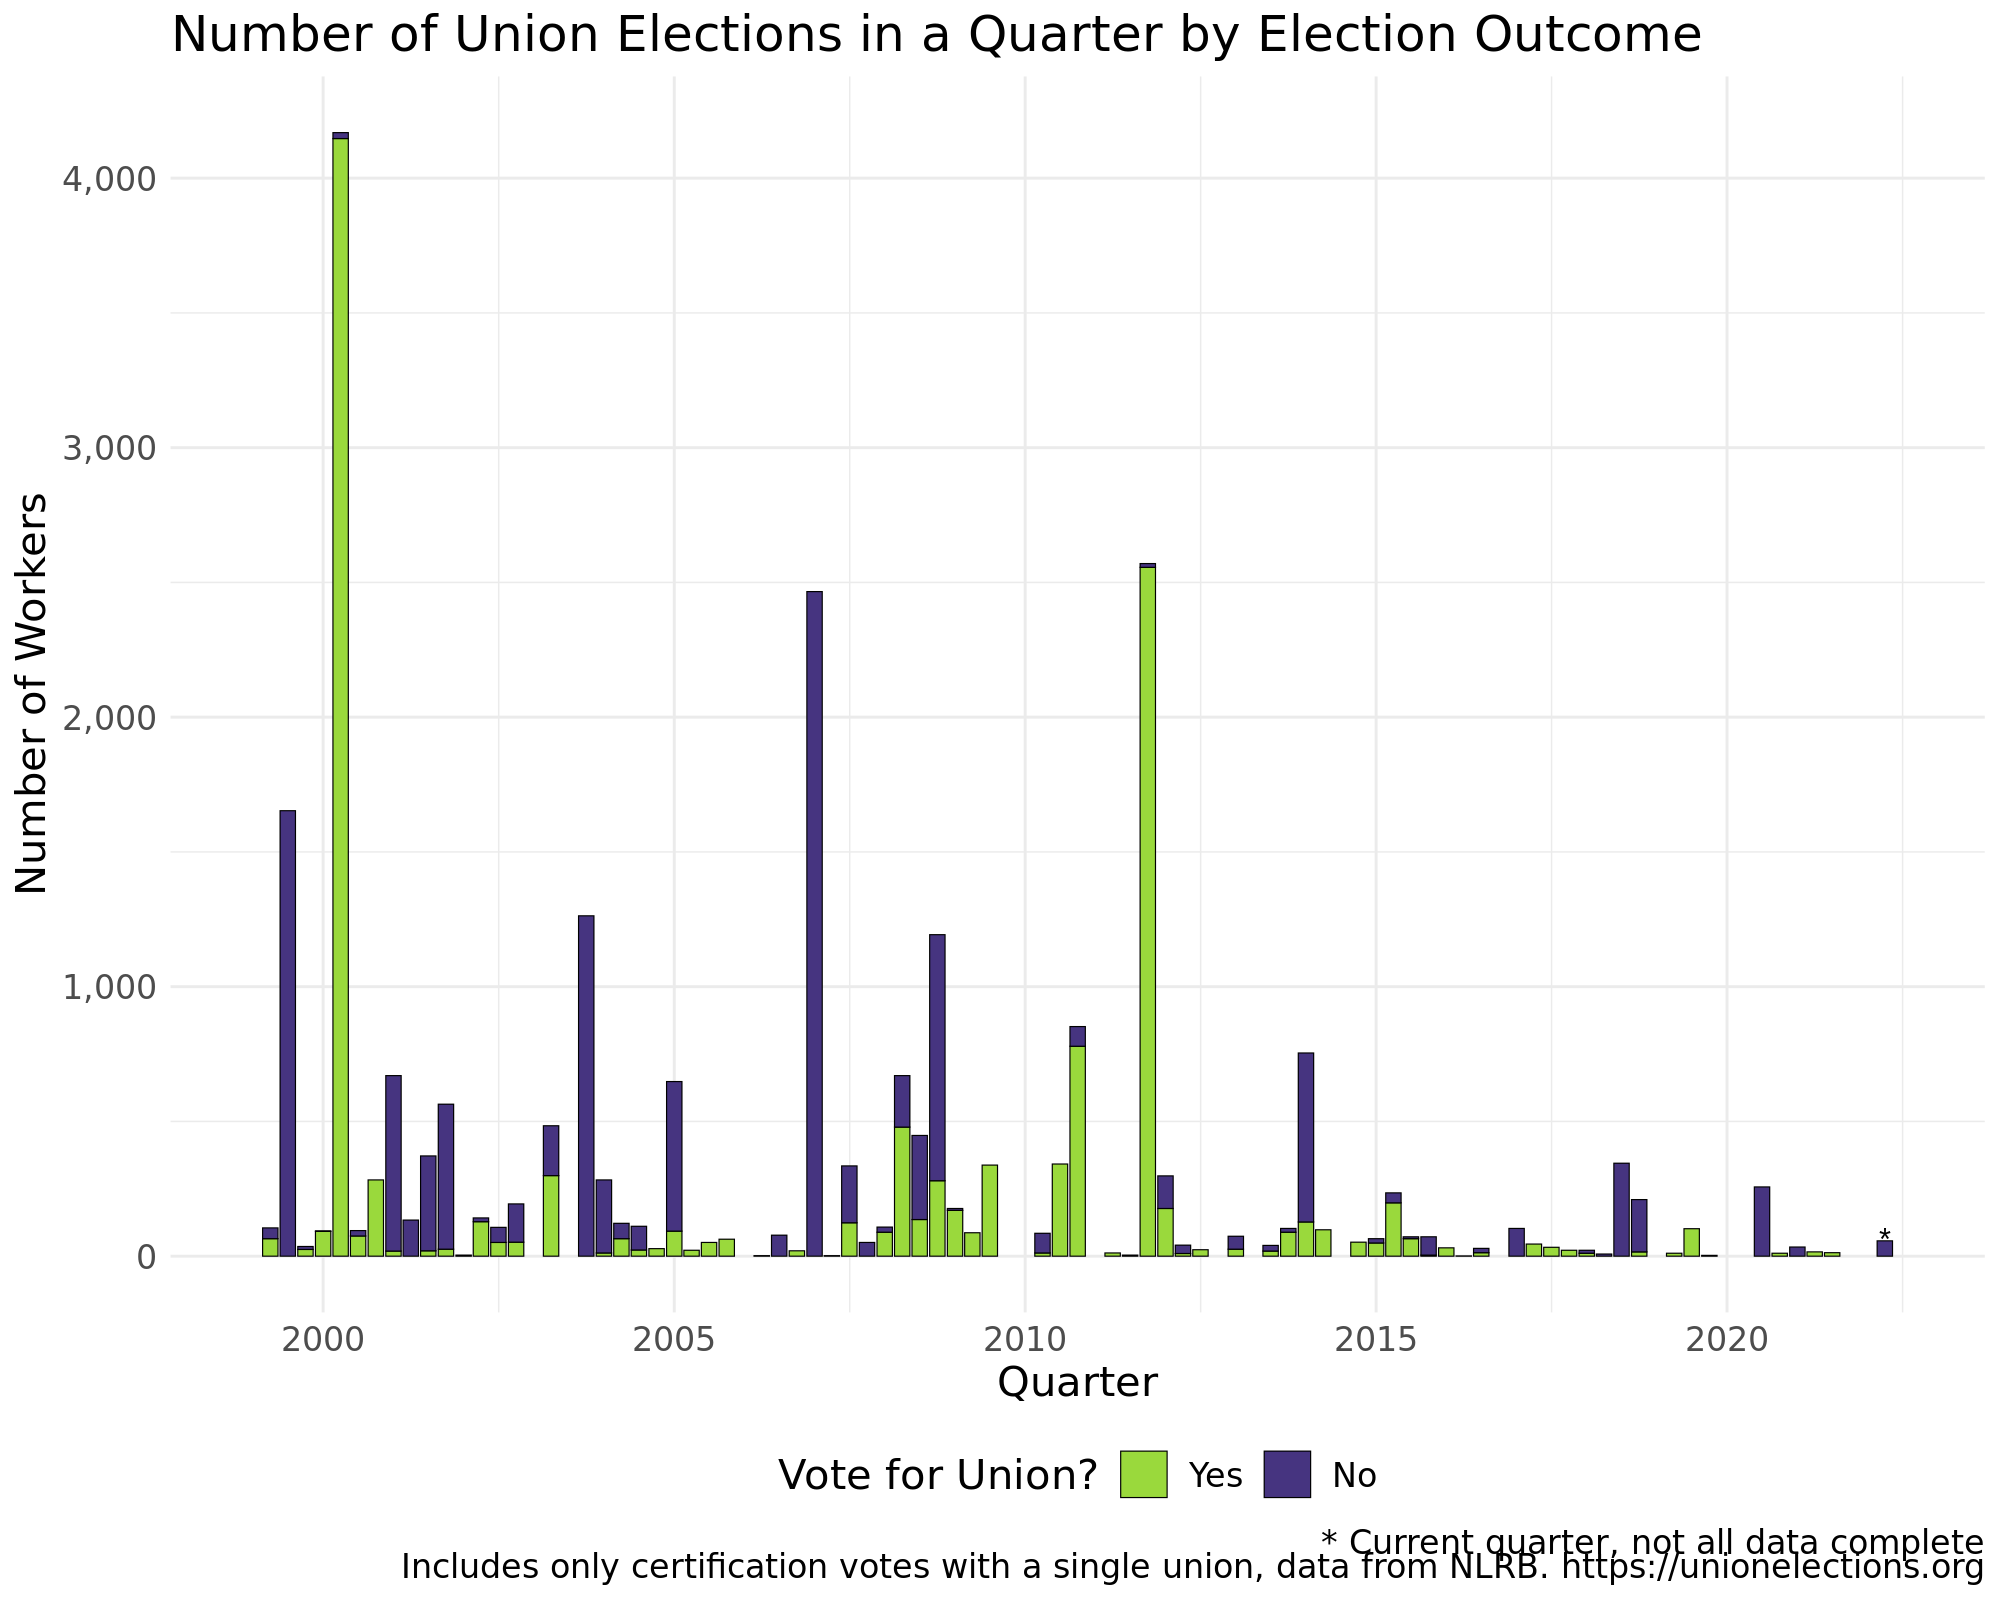 Number of Union Elections in a Quarter by Election Outcome
Number of Workers
4,000
3,000
2,000
1,000
0
*
2000 2005 2010 2015 2020
Quarter
Vote for Union? Yes No
* Current quarter, not all data complete
Includes only certification votes with a single union, data from NLRB. https://unionelections.org